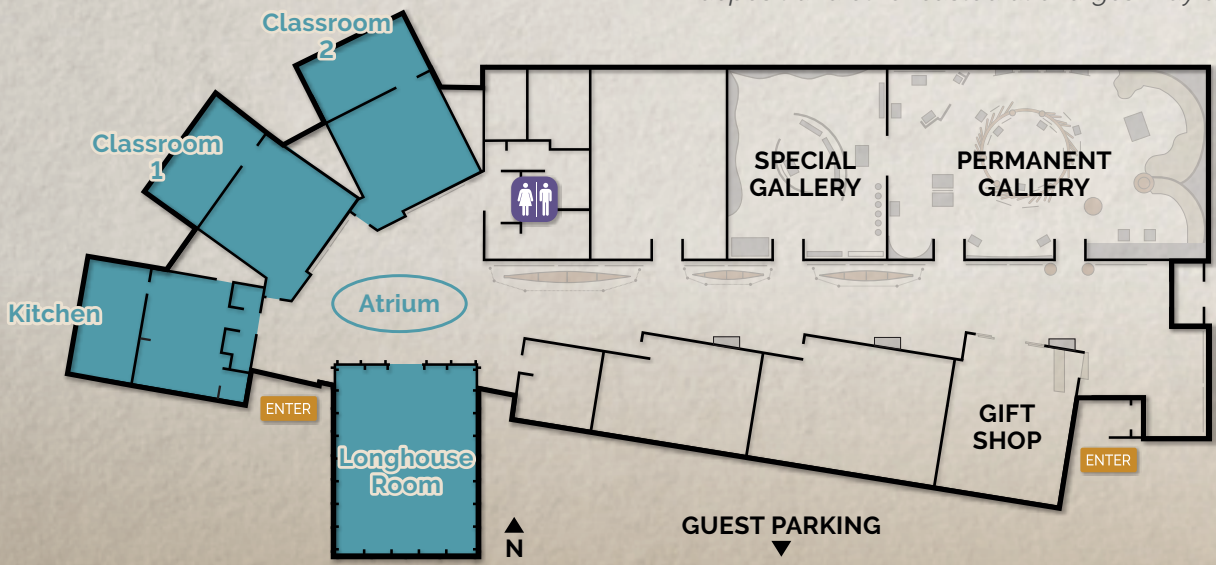 Classroom
2
Classroom
1
SPECIAL
GALLERY
PERMANENT
GALLERY
Kitchen
Atrium
ENTER
Longhouse
Room
GIFT
SHOP
ENTER
N
GUEST PARKING